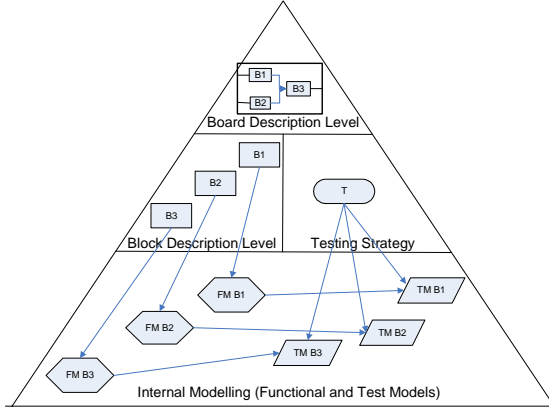 B1
B3
B2
Board Description Level
B1
B2
T
B3
Block Description Level
Testing Strategy
FM B1
TM B1
FM B2
TM B2
TM B3
FM B3
Internal Modelling (Functional and Test Models)